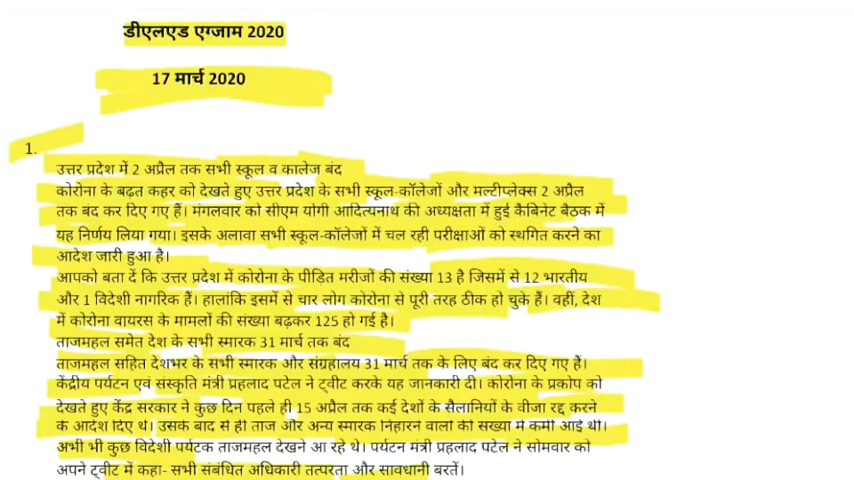 डीएलएड एग्जाम 2020
17 मार्च 2020
1.
उत्तर प्रदेश में 2 अप्रैल तक सभी स्कूल व कालेज बंद
कोरोना के बढ़त कहर को देखते हुए उत्तर प्रदेश के सभी स्कूल-कॉलेजों और मल्टीप्लेक्स 2 अप्रैल
तक बंद कर दिए गए हैं। मंगलवार को सीएम योगी आदित्यनाथ की अध्यक्षता में हुई कैबिनेट बैठक में
यह निर्णय लिया गया। इसके अलावा सभी स्कूल-कॉलेजों में चल रही परीक्षाओं को स्थगित करने का
आदेश जारी हुआ है।
आपको बता दें कि उत्तर प्रदेश में कोरोना के पीड़ित मरीजों की संख्या 13 है जिसमें से 12 भारतीय
और 1 विदेशी नागरिक हैं। हालांकि इसमें से चार लोग कोरोना से पूरी तरह ठीक हो चुके हैं। वहीं, देश
में कोरोना वायरस के मामलों की संख्या बढ़कर 125 हो गई है।
ताजमहल समेत देश के सभी स्मारक 31 मार्च तक बंद
ताजमहल सहित देशभर के सभी स्मारक और संग्रहालय 31 मार्च तक के लिए बंद कर दिए गए हैं।
केंद्रीय पर्यटन एवं संस्कृति मंत्री प्रहलाद पटेल ने ट्वीट करके यह जानकारी दी। कोरोना के प्रकोप को
देखते हुए केंद्र सरकार ने कुछ दिन पहले ही 15 अप्रैल तक कई देशों के सैलानियों के वीजा रद्द करने
के आदेश दिए थे। उसके बाद से ही ताज और अन्य स्मारक निहारने वालों की संख्या में कमी आई थी।
अभी भी कुछ विदेशी पर्यटक ताजमहल देखने आ रहे थे। पर्यटन मंत्री प्रहलाद पटेल ने सोमवार को
अपने ट्वीट में कहा- सभी संबंधित अधिकारी तत्परता और सावधानी बरतें।